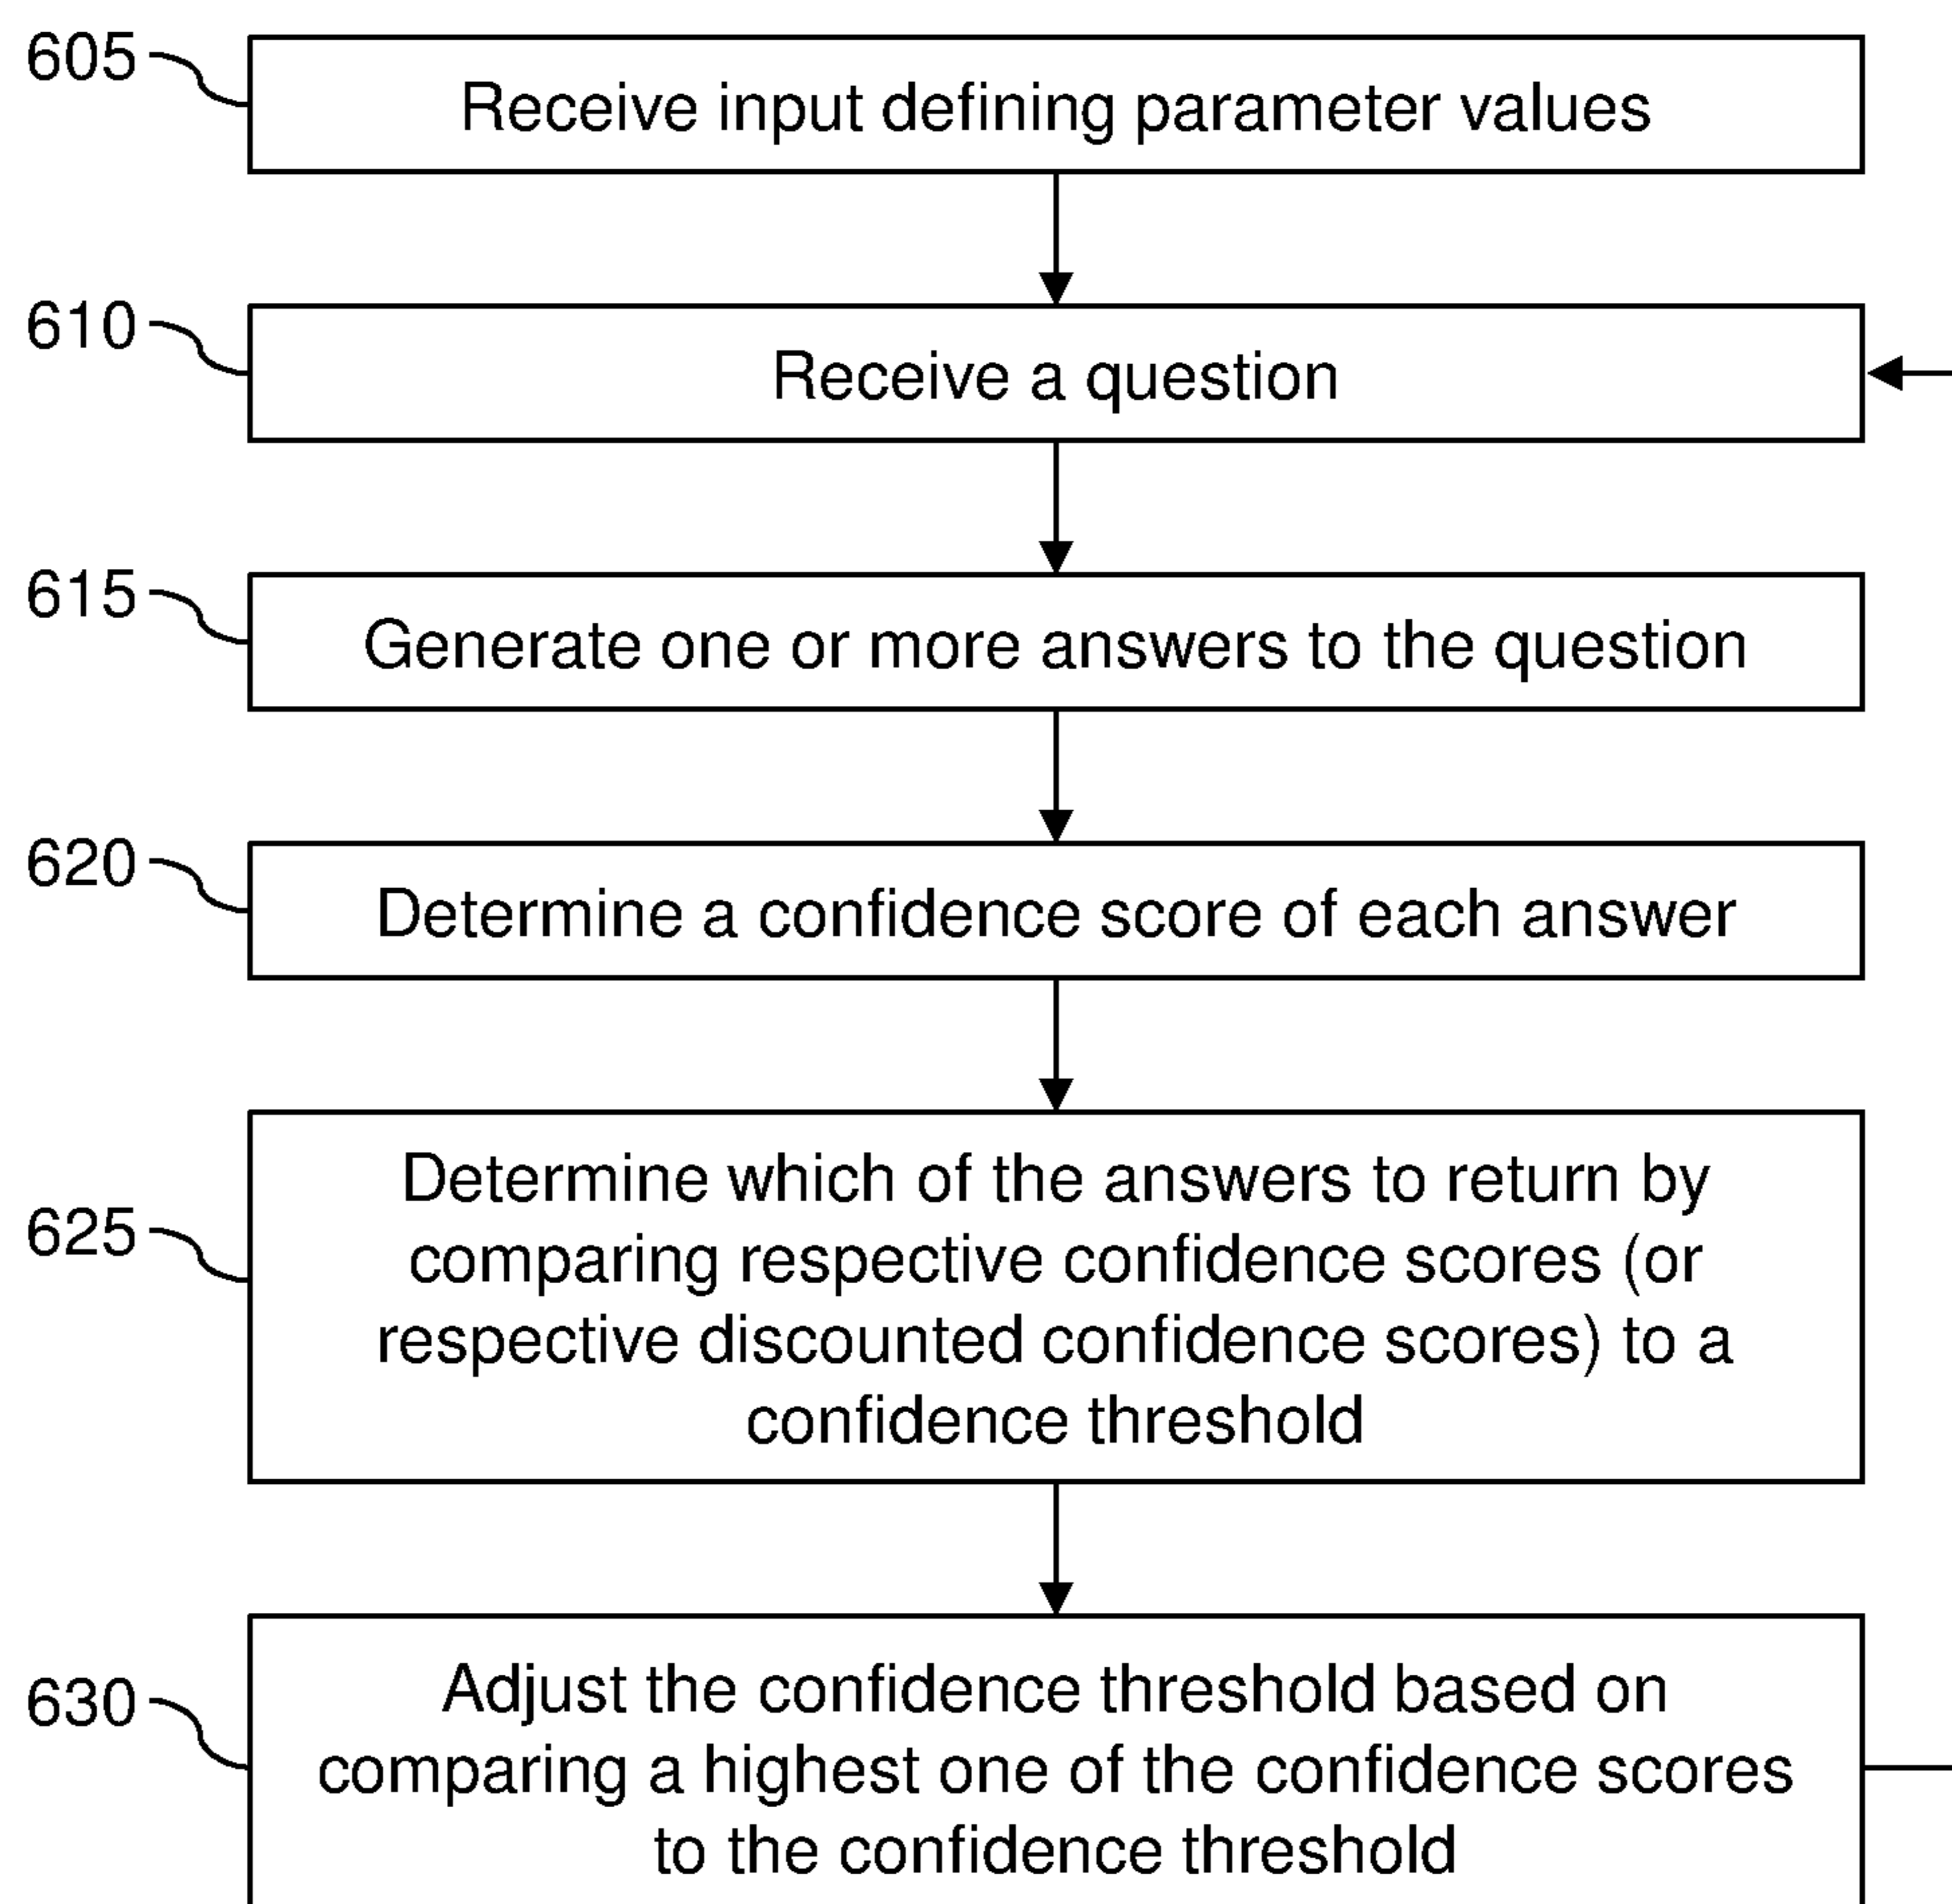 605
Receive input defining parameter values
610
Receive a question
615
Generate one or more answers to the question
620
Determine a confidence score of each answer
625
Determine which of the answers to return by
comparing respective confidence scores (or
respective discounted confidence scores) to a
confidence threshold
630
Adjust the confidence threshold based on
comparing a highest one of the confidence scores
to the confidence threshold